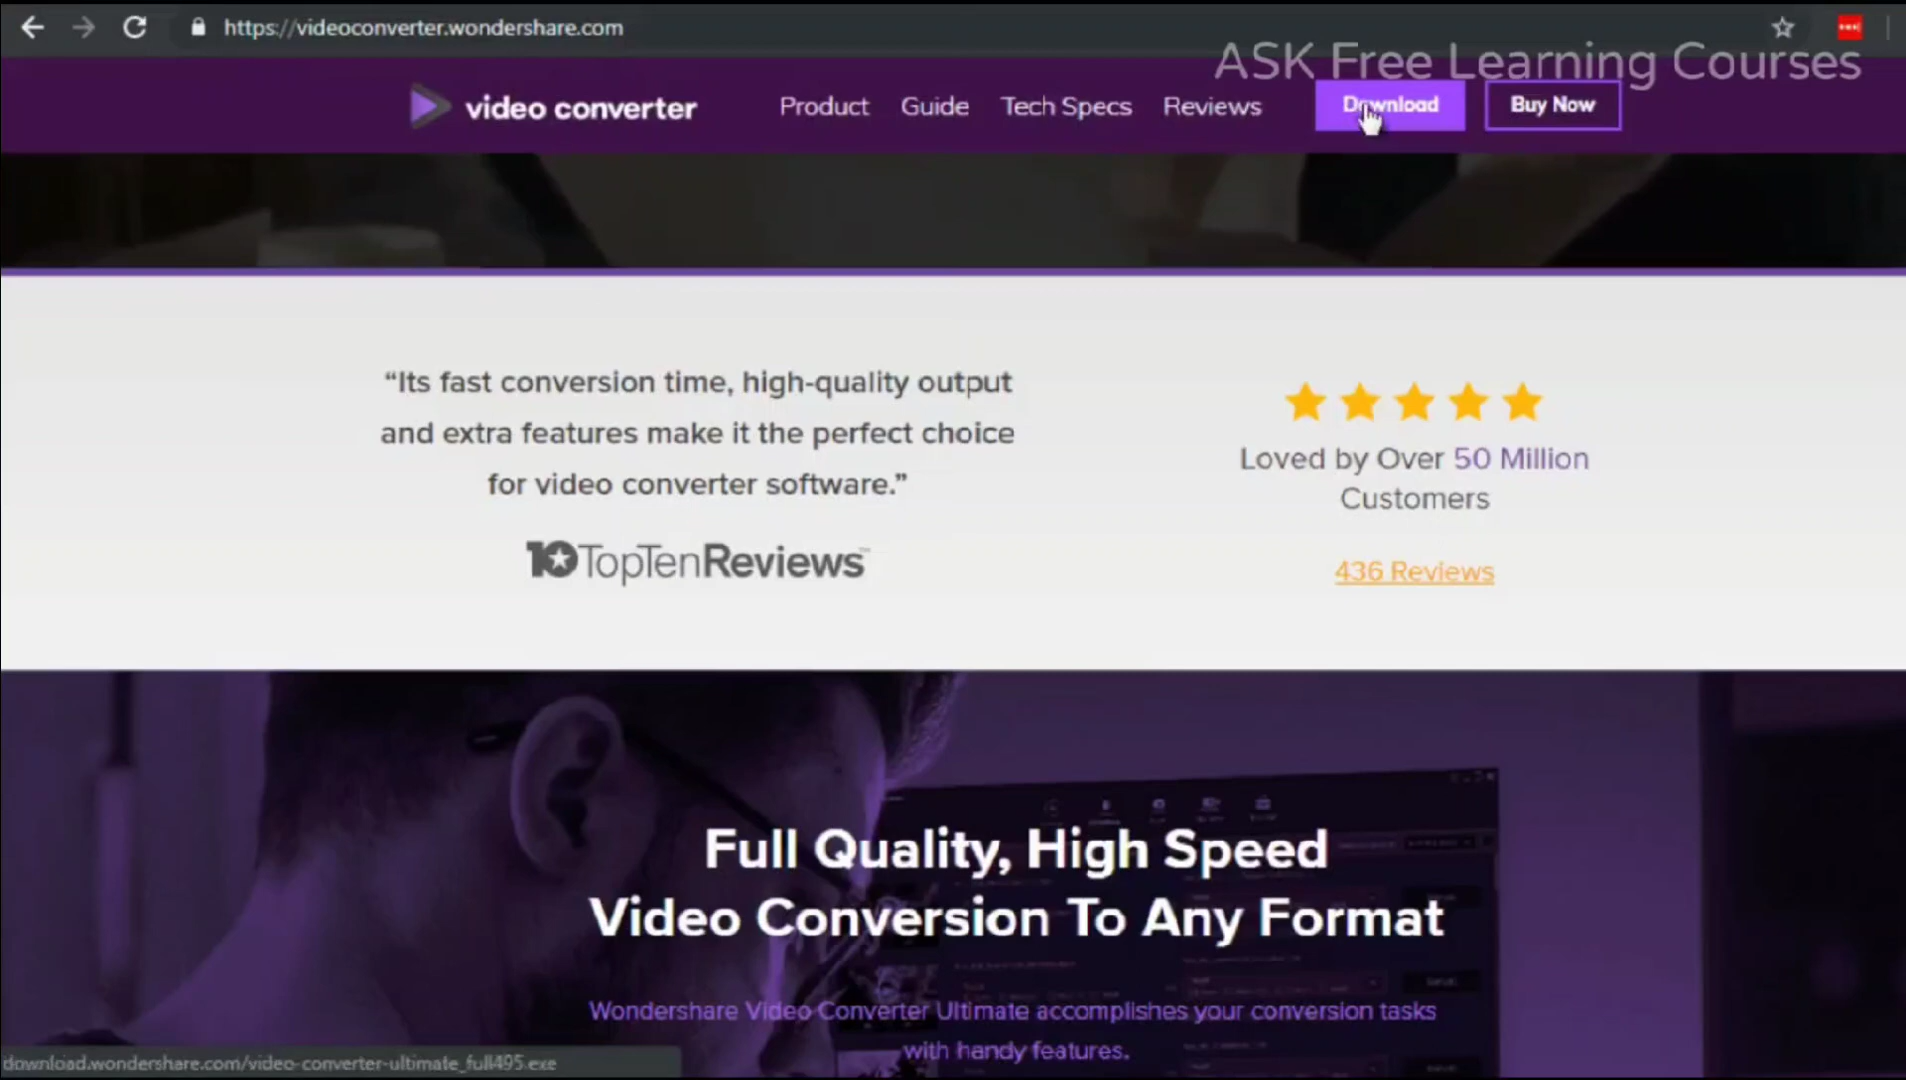 https://videoconverter.wondershare.com
ASK Free Learning Courses
video converter
Product
Guide
Tech Specs
Reviews
Download
Buy Now
“Its fast conversion time, high-quality output
and extra features make it the perfect choice
for video converter software.”
10TopTenReviews™
Loved by Over 50 Million
Customers
436 Reviews
Full Quality, High Speed
Video Conversion To Any Format
Wondershare Video Converter Ultimate accomplishes your conversion tasks
with handy features.
download.wondershare.com/video-converter-ultimate_full495.exe